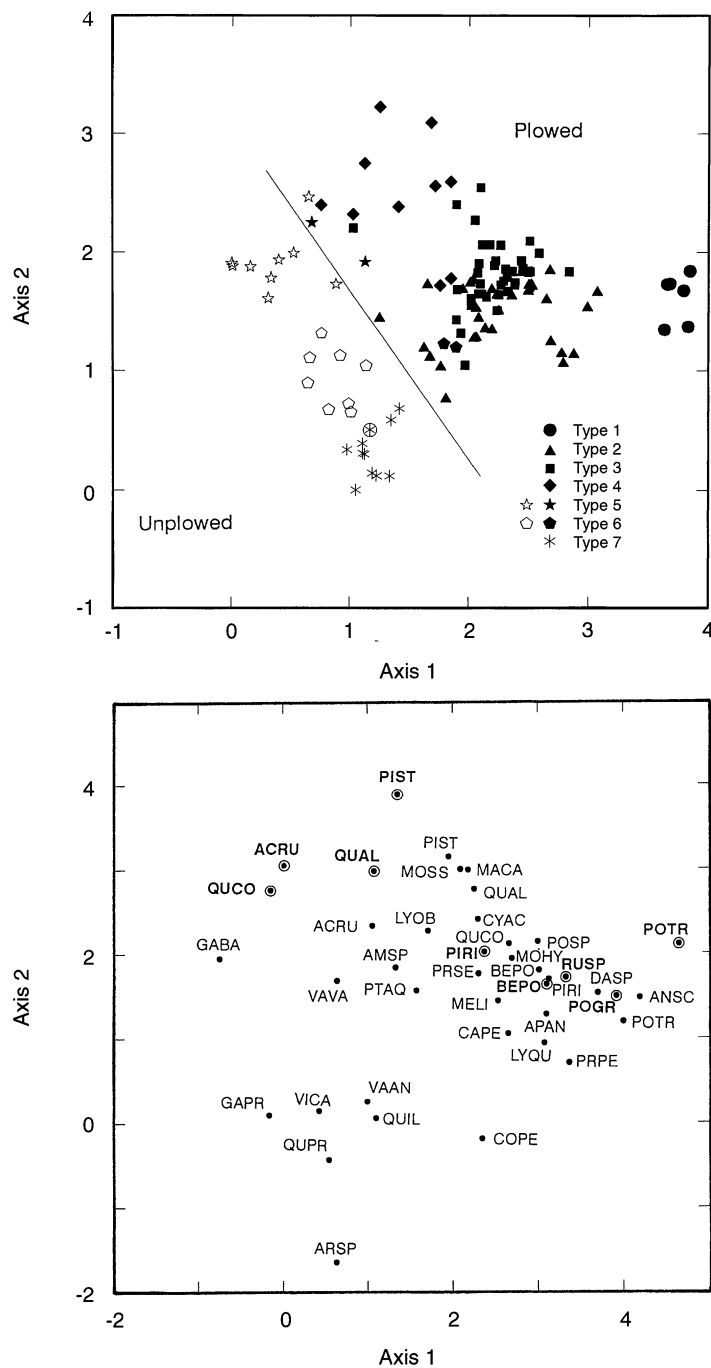 4
3
2
1
0
-1
Axis 2
Plowed
Unplowed
Type 1
Type 2
Type 3
Type 4
Type 5
Type 6
Type 7
-1 0 1 2 3 4
Axis 1
4
2
0
-2
Axis 2
PIST
ACRU
QUAL
QUCO
PIST
MOSS
MACA
QUAL
ACRU
LYOB
CYAC
GABA
QUCO
POSP
POTR
PIRI
MOHY
AMSP
PRSE
BEPO
RUSP
DASP
VAVA
PTAQ
BEPO
PIRI
ANSC
MELI
POGR
CAPE
APAN
POTR
LYQU
PRPE
GAPR
VICA
VAAN
QUIL
COPE
QUPR
ARSP
-2 0 2 4
Axis 1